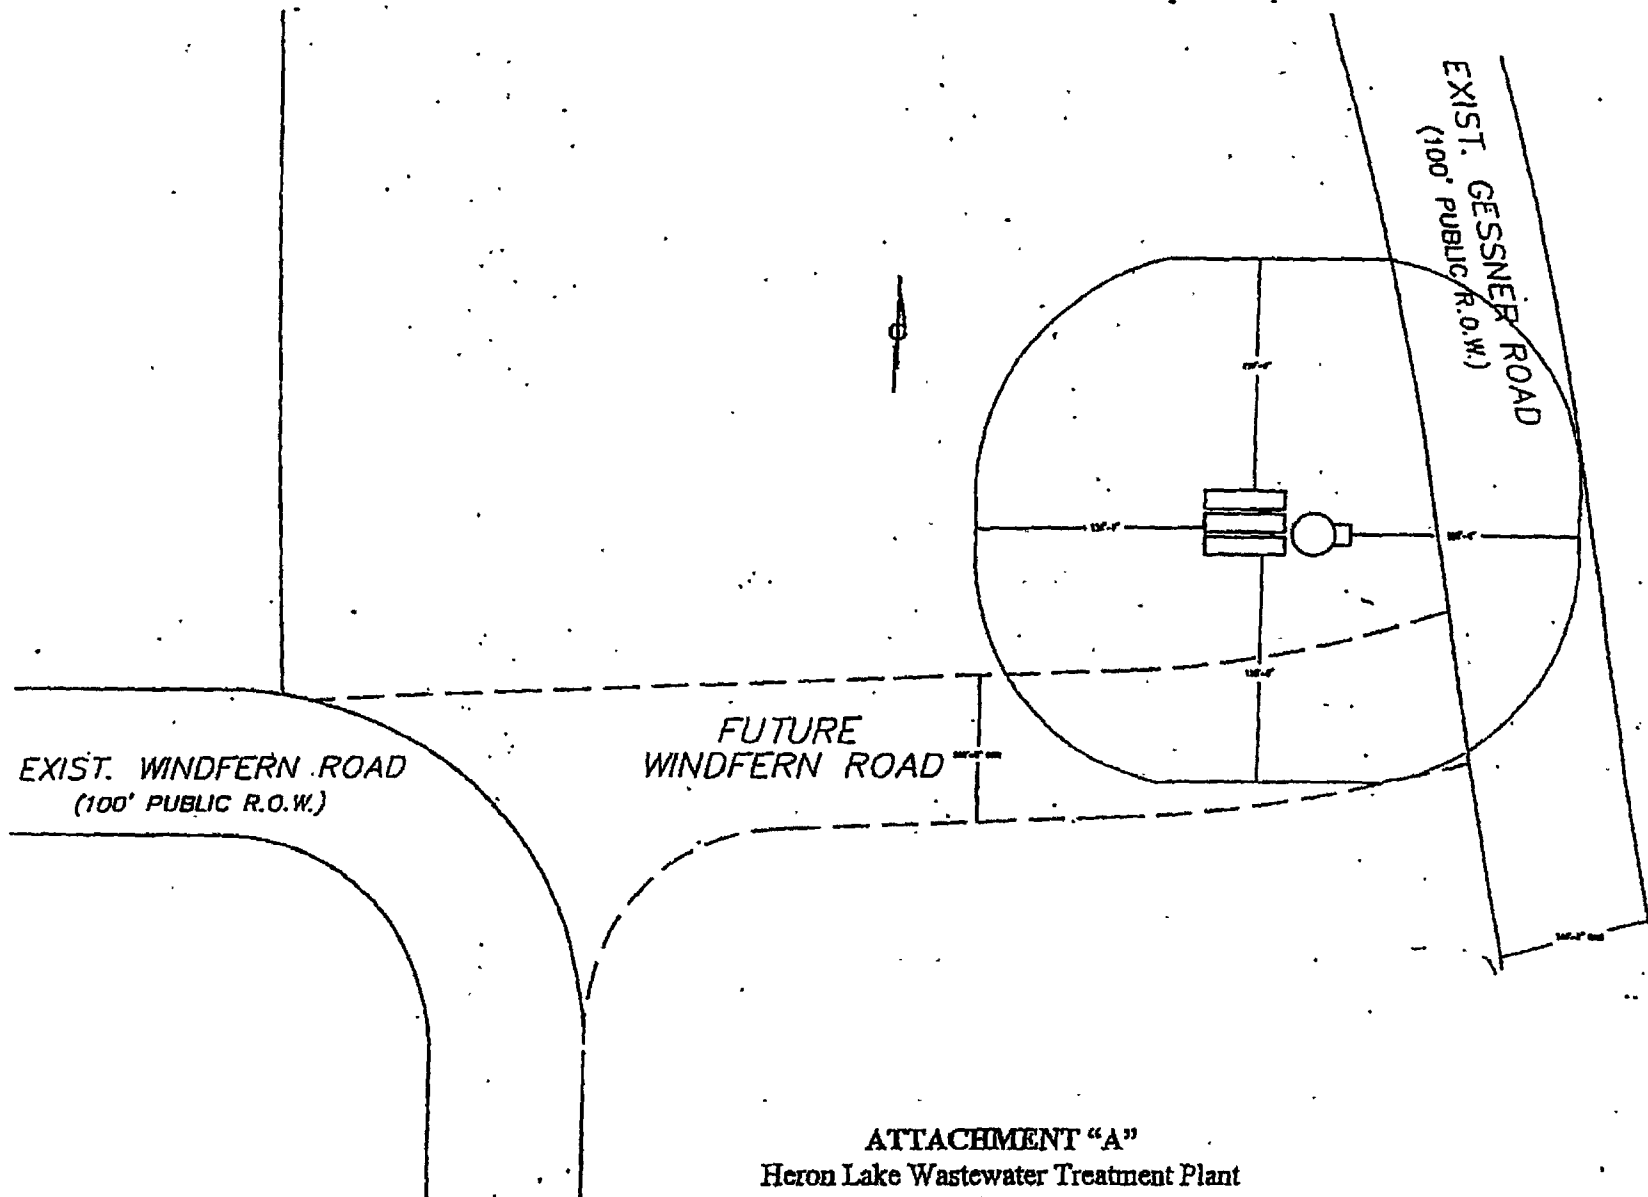 EXIST. GESSNER ROAD
(100' PUBLIC R.O.W.)
FUTURE
WINDFERN ROAD
EXIST. WINDFERN ROAD
(100' PUBLIC R.O.W.)
ATTACHMENT “A”
Heron Lake Wastewater Treatment Plant